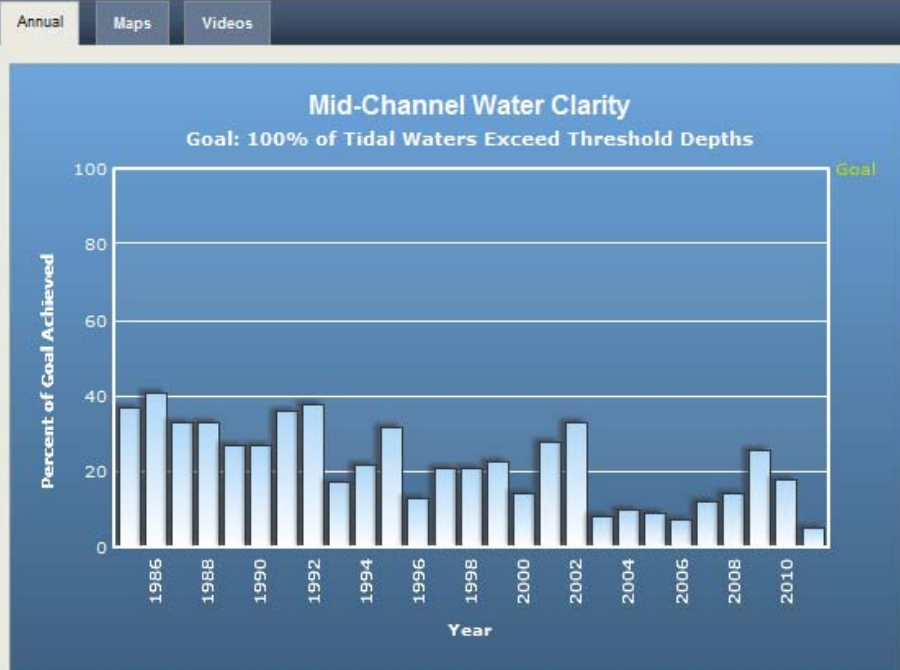 Annual
Maps
Videos
Mid-Channel Water Clarity
Goal: 100% of Tidal Waters Exceed Threshold Depths
100
Goal
80
60
40
20
0
Percent of Goal Achieved
1986
1988
1990
1992
1994
1996
1998
2000
2002
2004
2006
2008
2010
Year